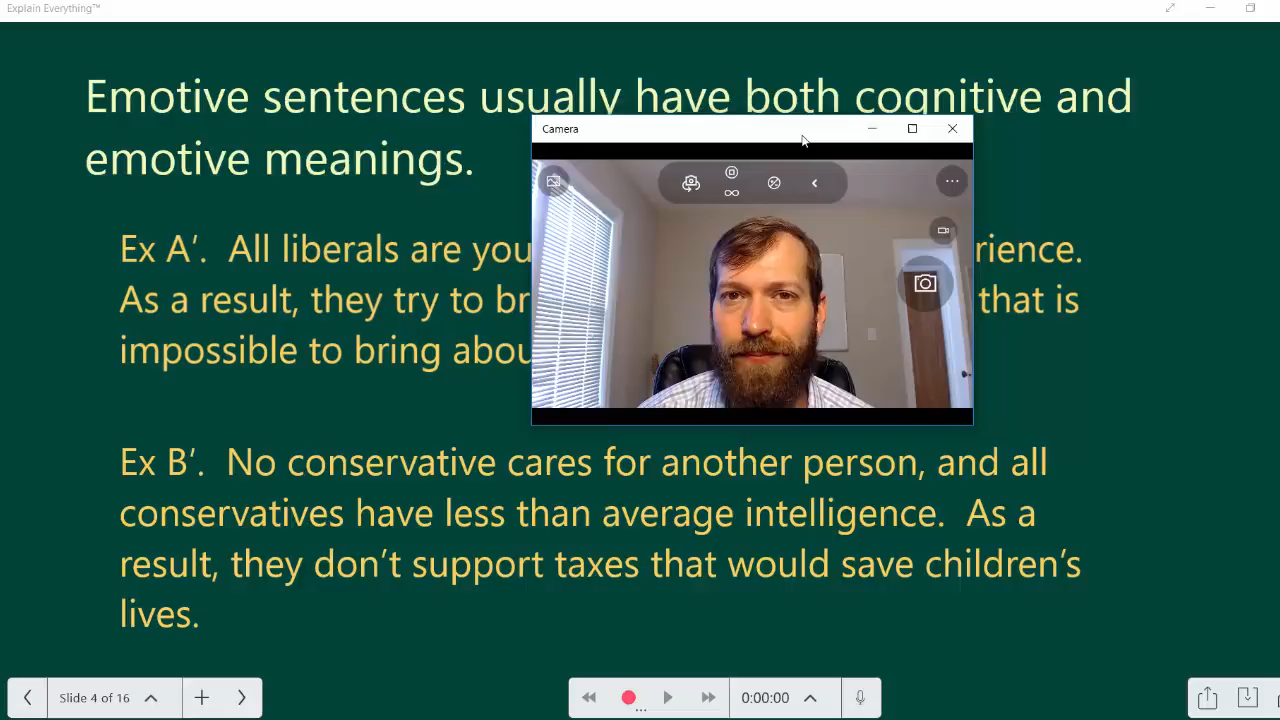 Explain Everything™
Emotive sentences usually have both cognitive and
emotive meanings.
Camera
Ex A′. All liberals are you rience.
As a result, they try to br that is
impossible to bring abou
Ex B′. No conservative cares for another person, and all
conservatives have less than average intelligence. As a
result, they don’t support taxes that would save children’s
lives.
Slide 4 of 16
0:00:00